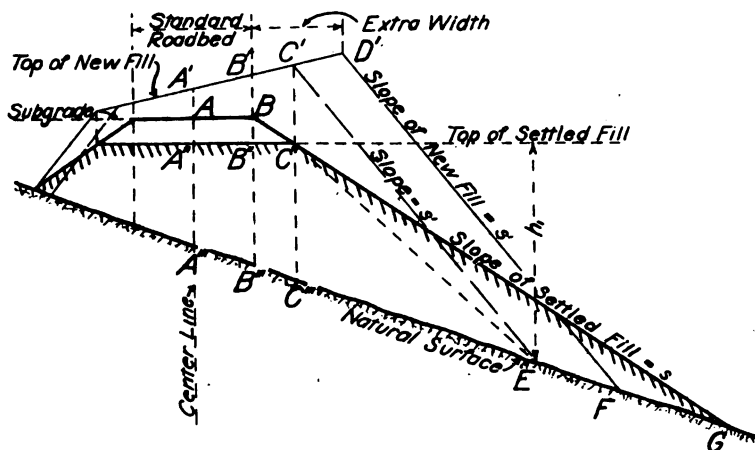 Standard
Roadbed
Extra Width
Top of New Fill
A'
B'
C'
D'
Subgrade
A
B
Top of Settled Fill
A"
B"
C"
Slope of New Fill = s'
Slope = s'
h₁
Slope of Settled Fill = s
A'''
B'''
C'''
Natural Surface
Center Line
E
F
G